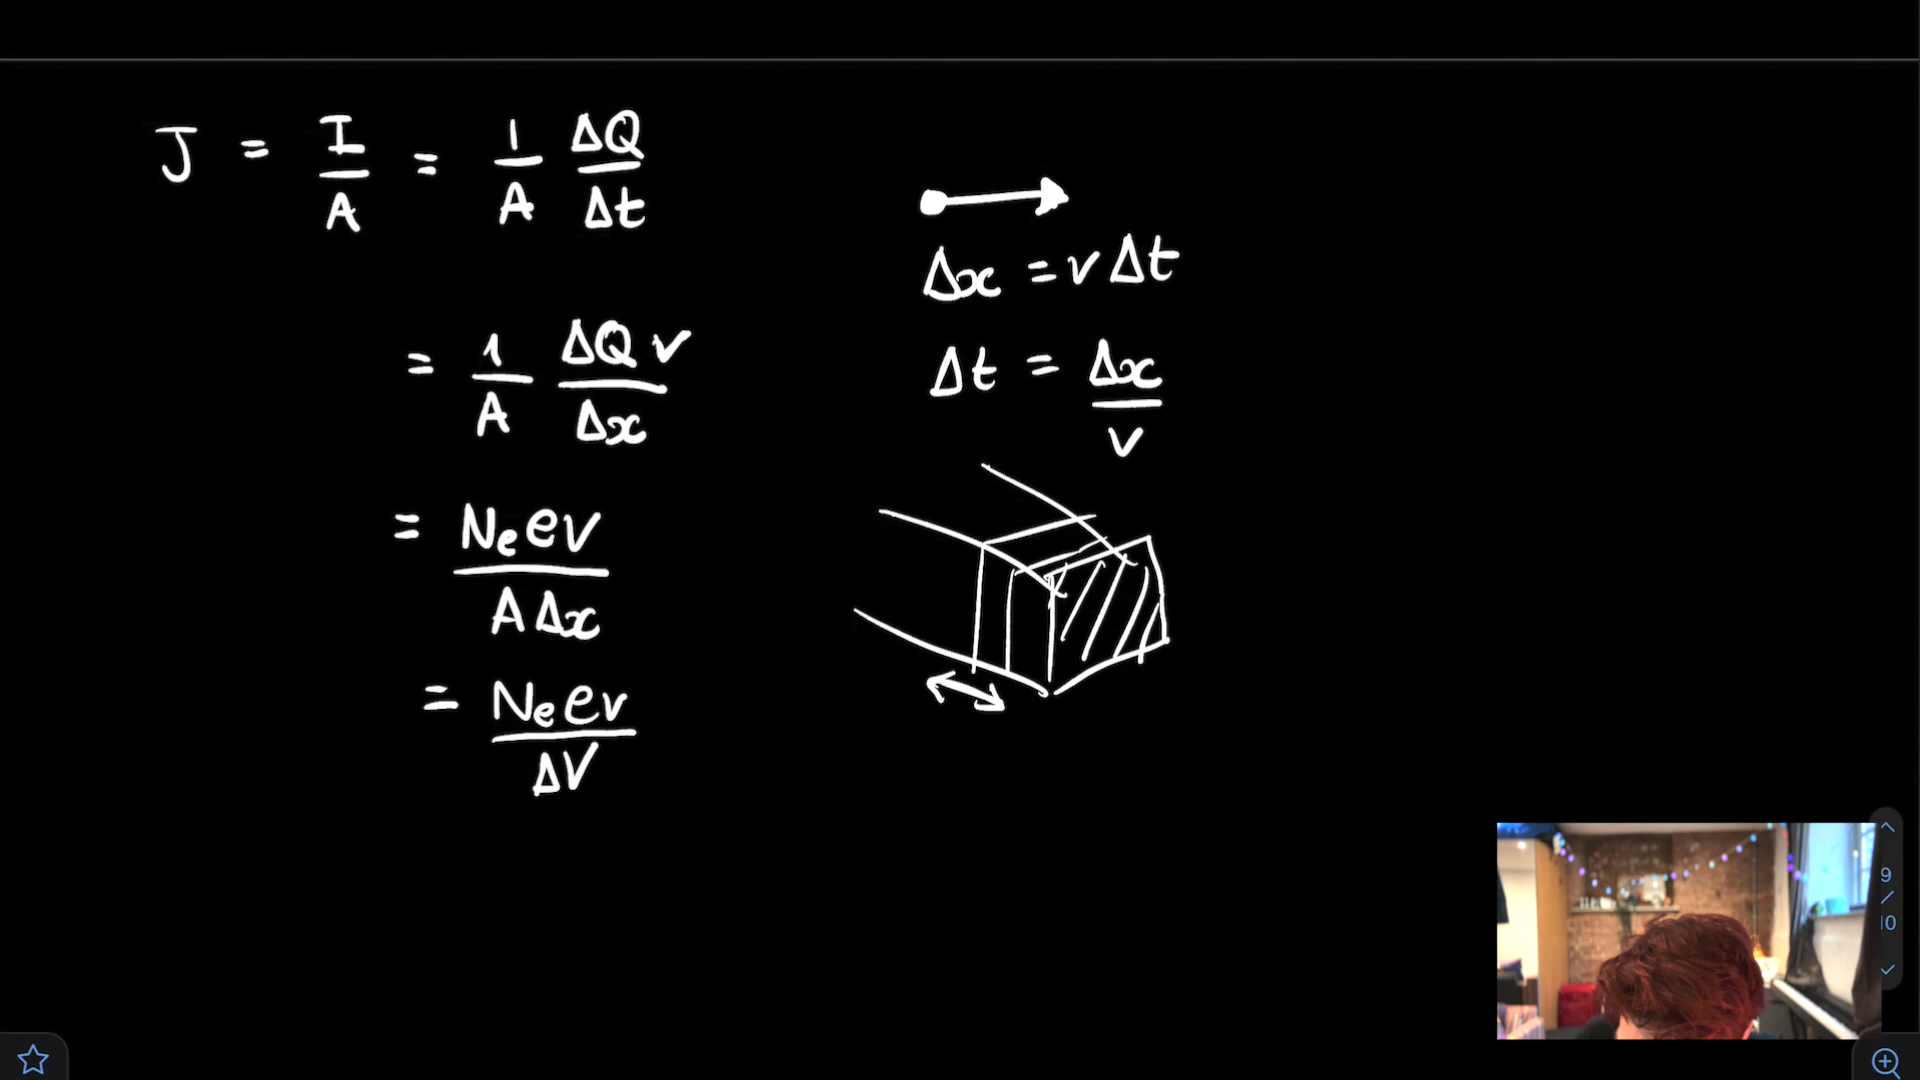 J = I/A = 1/A ΔQ/Δt
Δx = vΔt
= 1/A ΔQv/Δx
Δt = Δx/v
= Nₑev/AΔx
= Nₑev/ΔV
9
/
10